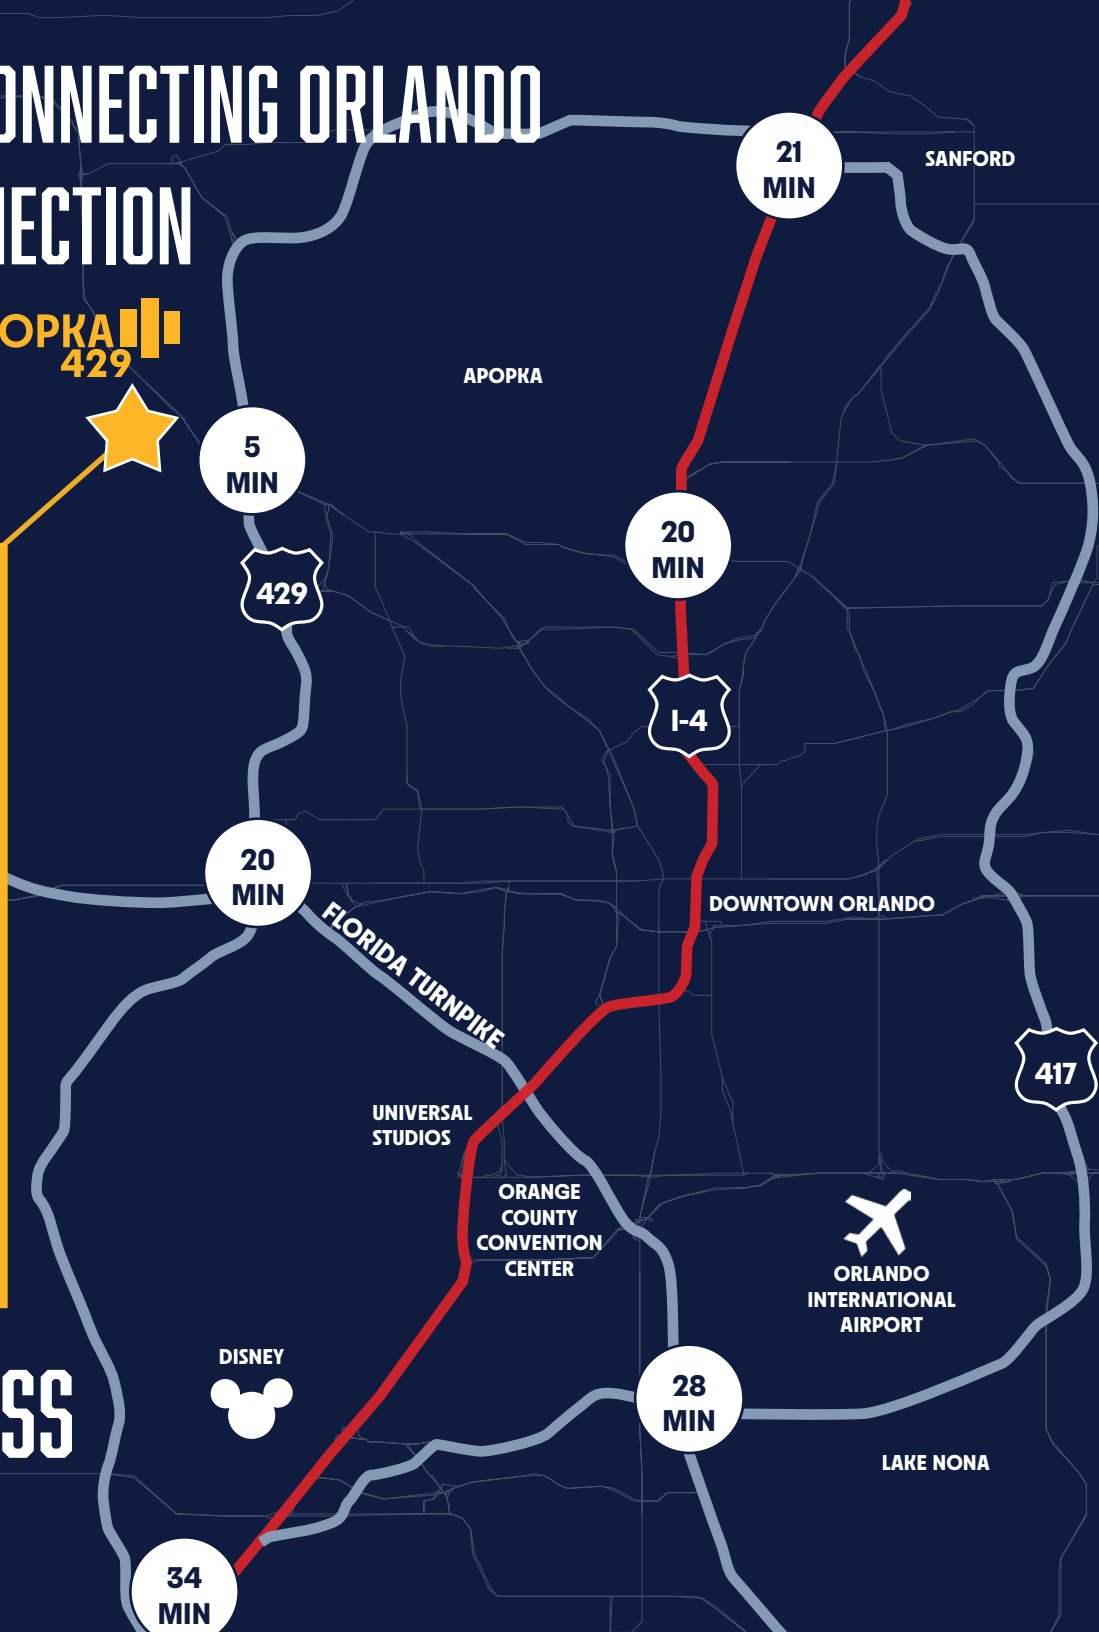 ONNECTING ORLANDO
NECTION
OPKA
429
21
MIN
SANFORD
APOPKA
5
MIN
20
MIN
429
I-4
20
MIN
DOWNTOWN ORLANDO
FLORIDA TURNPIKE
417
UNIVERSAL
STUDIOS
ORANGE
COUNTY
CONVENTION
CENTER
ORLANDO
INTERNATIONAL
AIRPORT
DISNEY
28
MIN
SS
LAKE NONA
34
MIN